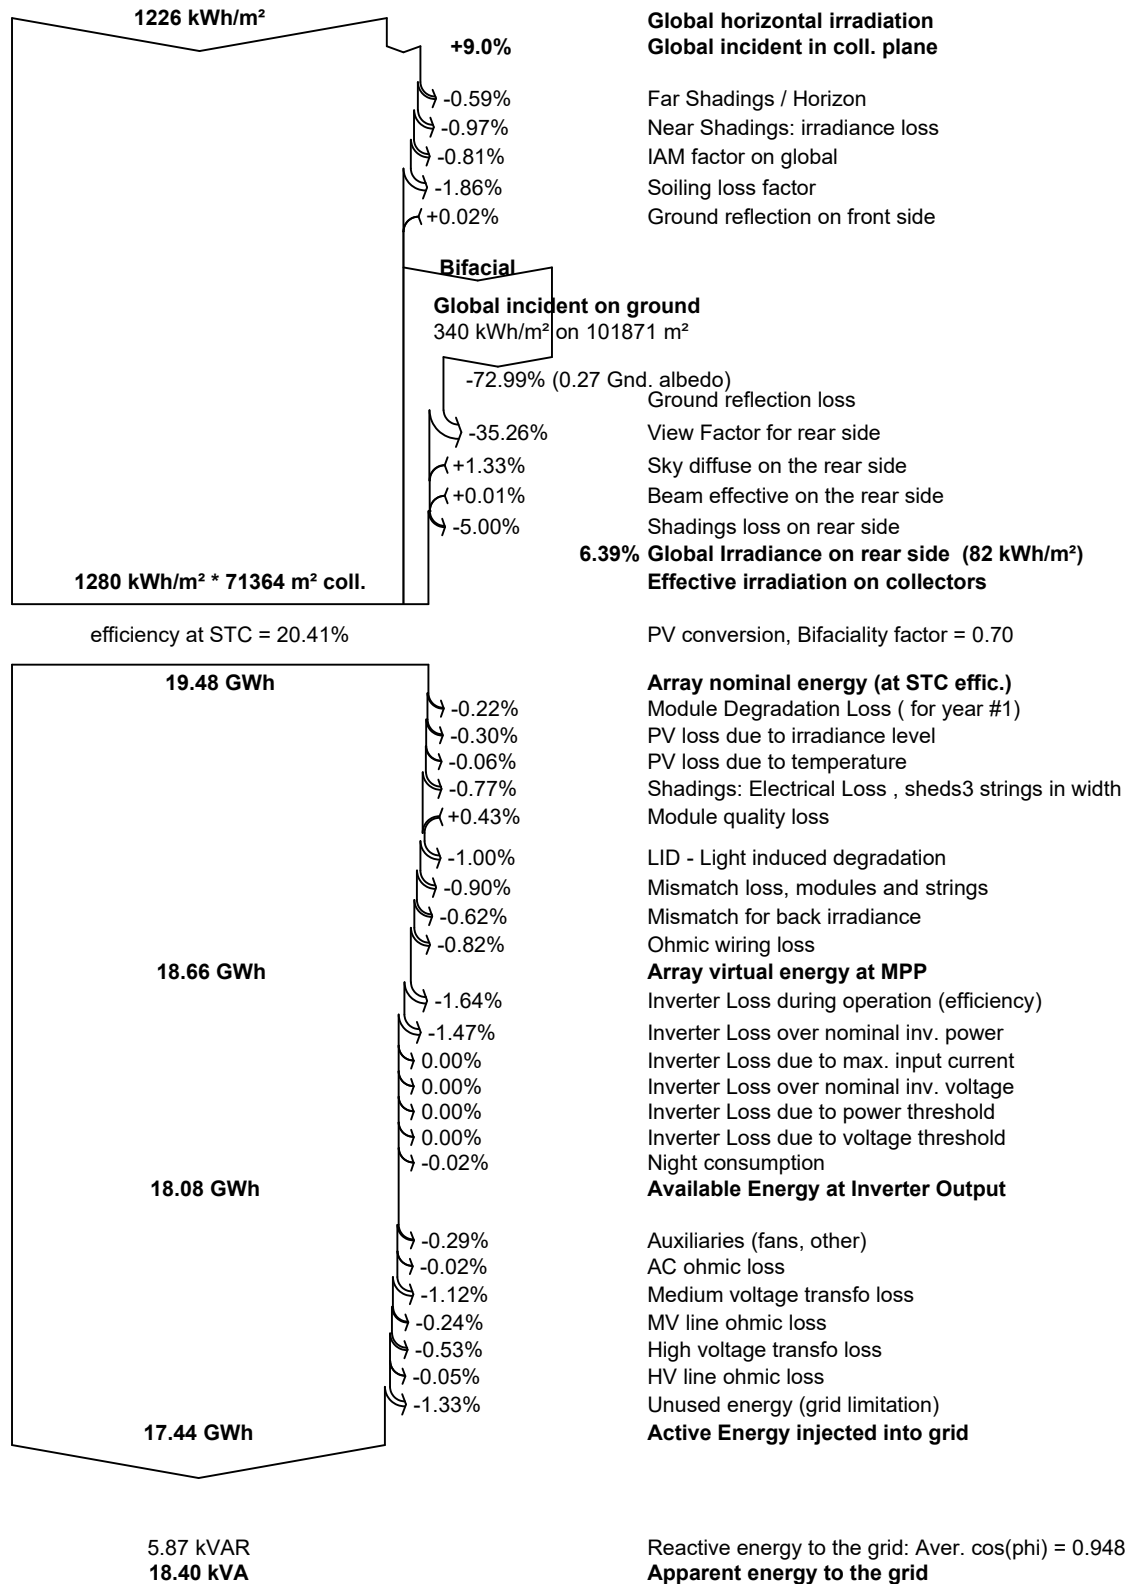 1226 kWh/m² Global horizontal irradiation
+9.0% Global incident in coll. plane
-0.59% Far Shadings / Horizon
-0.97% Near Shadings: irradiance loss
-0.81% IAM factor on global
-1.86% Soiling loss factor
+0.02% Ground reflection on front side
Bifacial
Global incident on ground
340 kWh/m² on 101871 m²
-72.99% (0.27 Gnd. albedo)
Ground reflection loss
-35.26% View Factor for rear side
+1.33% Sky diffuse on the rear side
+0.01% Beam effective on the rear side
-5.00% Shadings loss on rear side
6.39% Global Irradiance on rear side (82 kWh/m²)
1280 kWh/m² * 71364 m² coll. Effective irradiation on collectors
efficiency at STC = 20.41% PV conversion, Bifaciality factor = 0.70
19.48 GWh Array nominal energy (at STC effic.)
-0.22% Module Degradation Loss ( for year #1)
-0.30% PV loss due to irradiance level
-0.06% PV loss due to temperature
-0.77% Shadings: Electrical Loss , sheds3 strings in width
+0.43% Module quality loss
-1.00% LID - Light induced degradation
-0.90% Mismatch loss, modules and strings
-0.62% Mismatch for back irradiance
-0.82% Ohmic wiring loss
18.66 GWh Array virtual energy at MPP
-1.64% Inverter Loss during operation (efficiency)
-1.47% Inverter Loss over nominal inv. power
0.00% Inverter Loss due to max. input current
0.00% Inverter Loss over nominal inv. voltage
0.00% Inverter Loss due to power threshold
0.00% Inverter Loss due to voltage threshold
-0.02% Night consumption
18.08 GWh Available Energy at Inverter Output
-0.29% Auxiliaries (fans, other)
-0.02% AC ohmic loss
-1.12% Medium voltage transfo loss
-0.24% MV line ohmic loss
-0.53% High voltage transfo loss
-0.05% HV line ohmic loss
-1.33% Unused energy (grid limitation)
17.44 GWh Active Energy injected into grid
5.87 kVAR Reactive energy to the grid: Aver. cos(phi) = 0.948
18.40 kVA Apparent energy to the grid